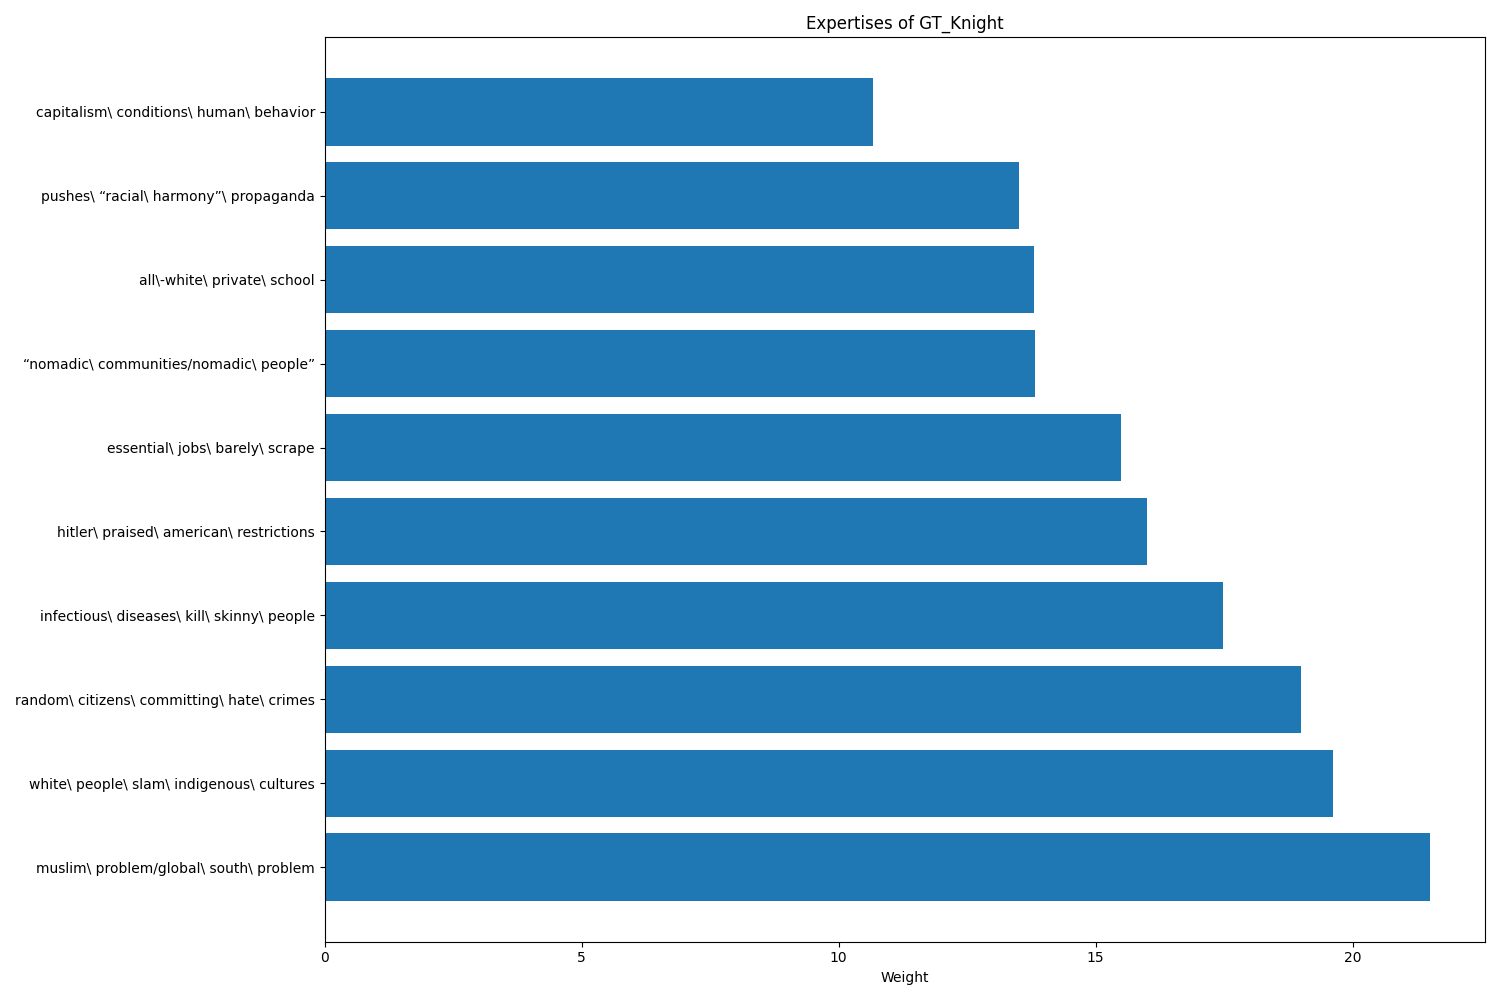 Expertises of GT_Knight
capitalism\ conditions\ human\ behavior
pushes\ “racial\ harmony”\ propaganda
all\-white\ private\ school
“nomadic\ communities/nomadic\ people”
essential\ jobs\ barely\ scrape
hitler\ praised\ american\ restrictions
infectious\ diseases\ kill\ skinny\ people
random\ citizens\ committing\ hate\ crimes
white\ people\ slam\ indigenous\ cultures
muslim\ problem/global\ south\ problem
0 5 10 15 20
Weight